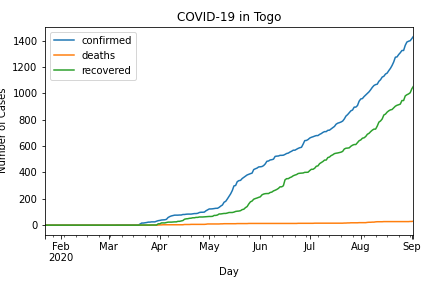 COVID-19 in Togo
confirmed
deaths
recovered
1400
1200
1000
800
600
400
200
0
Number of Cases
Feb
2020
Mar
Apr
May
Jun
Jul
Aug
Sep
Day